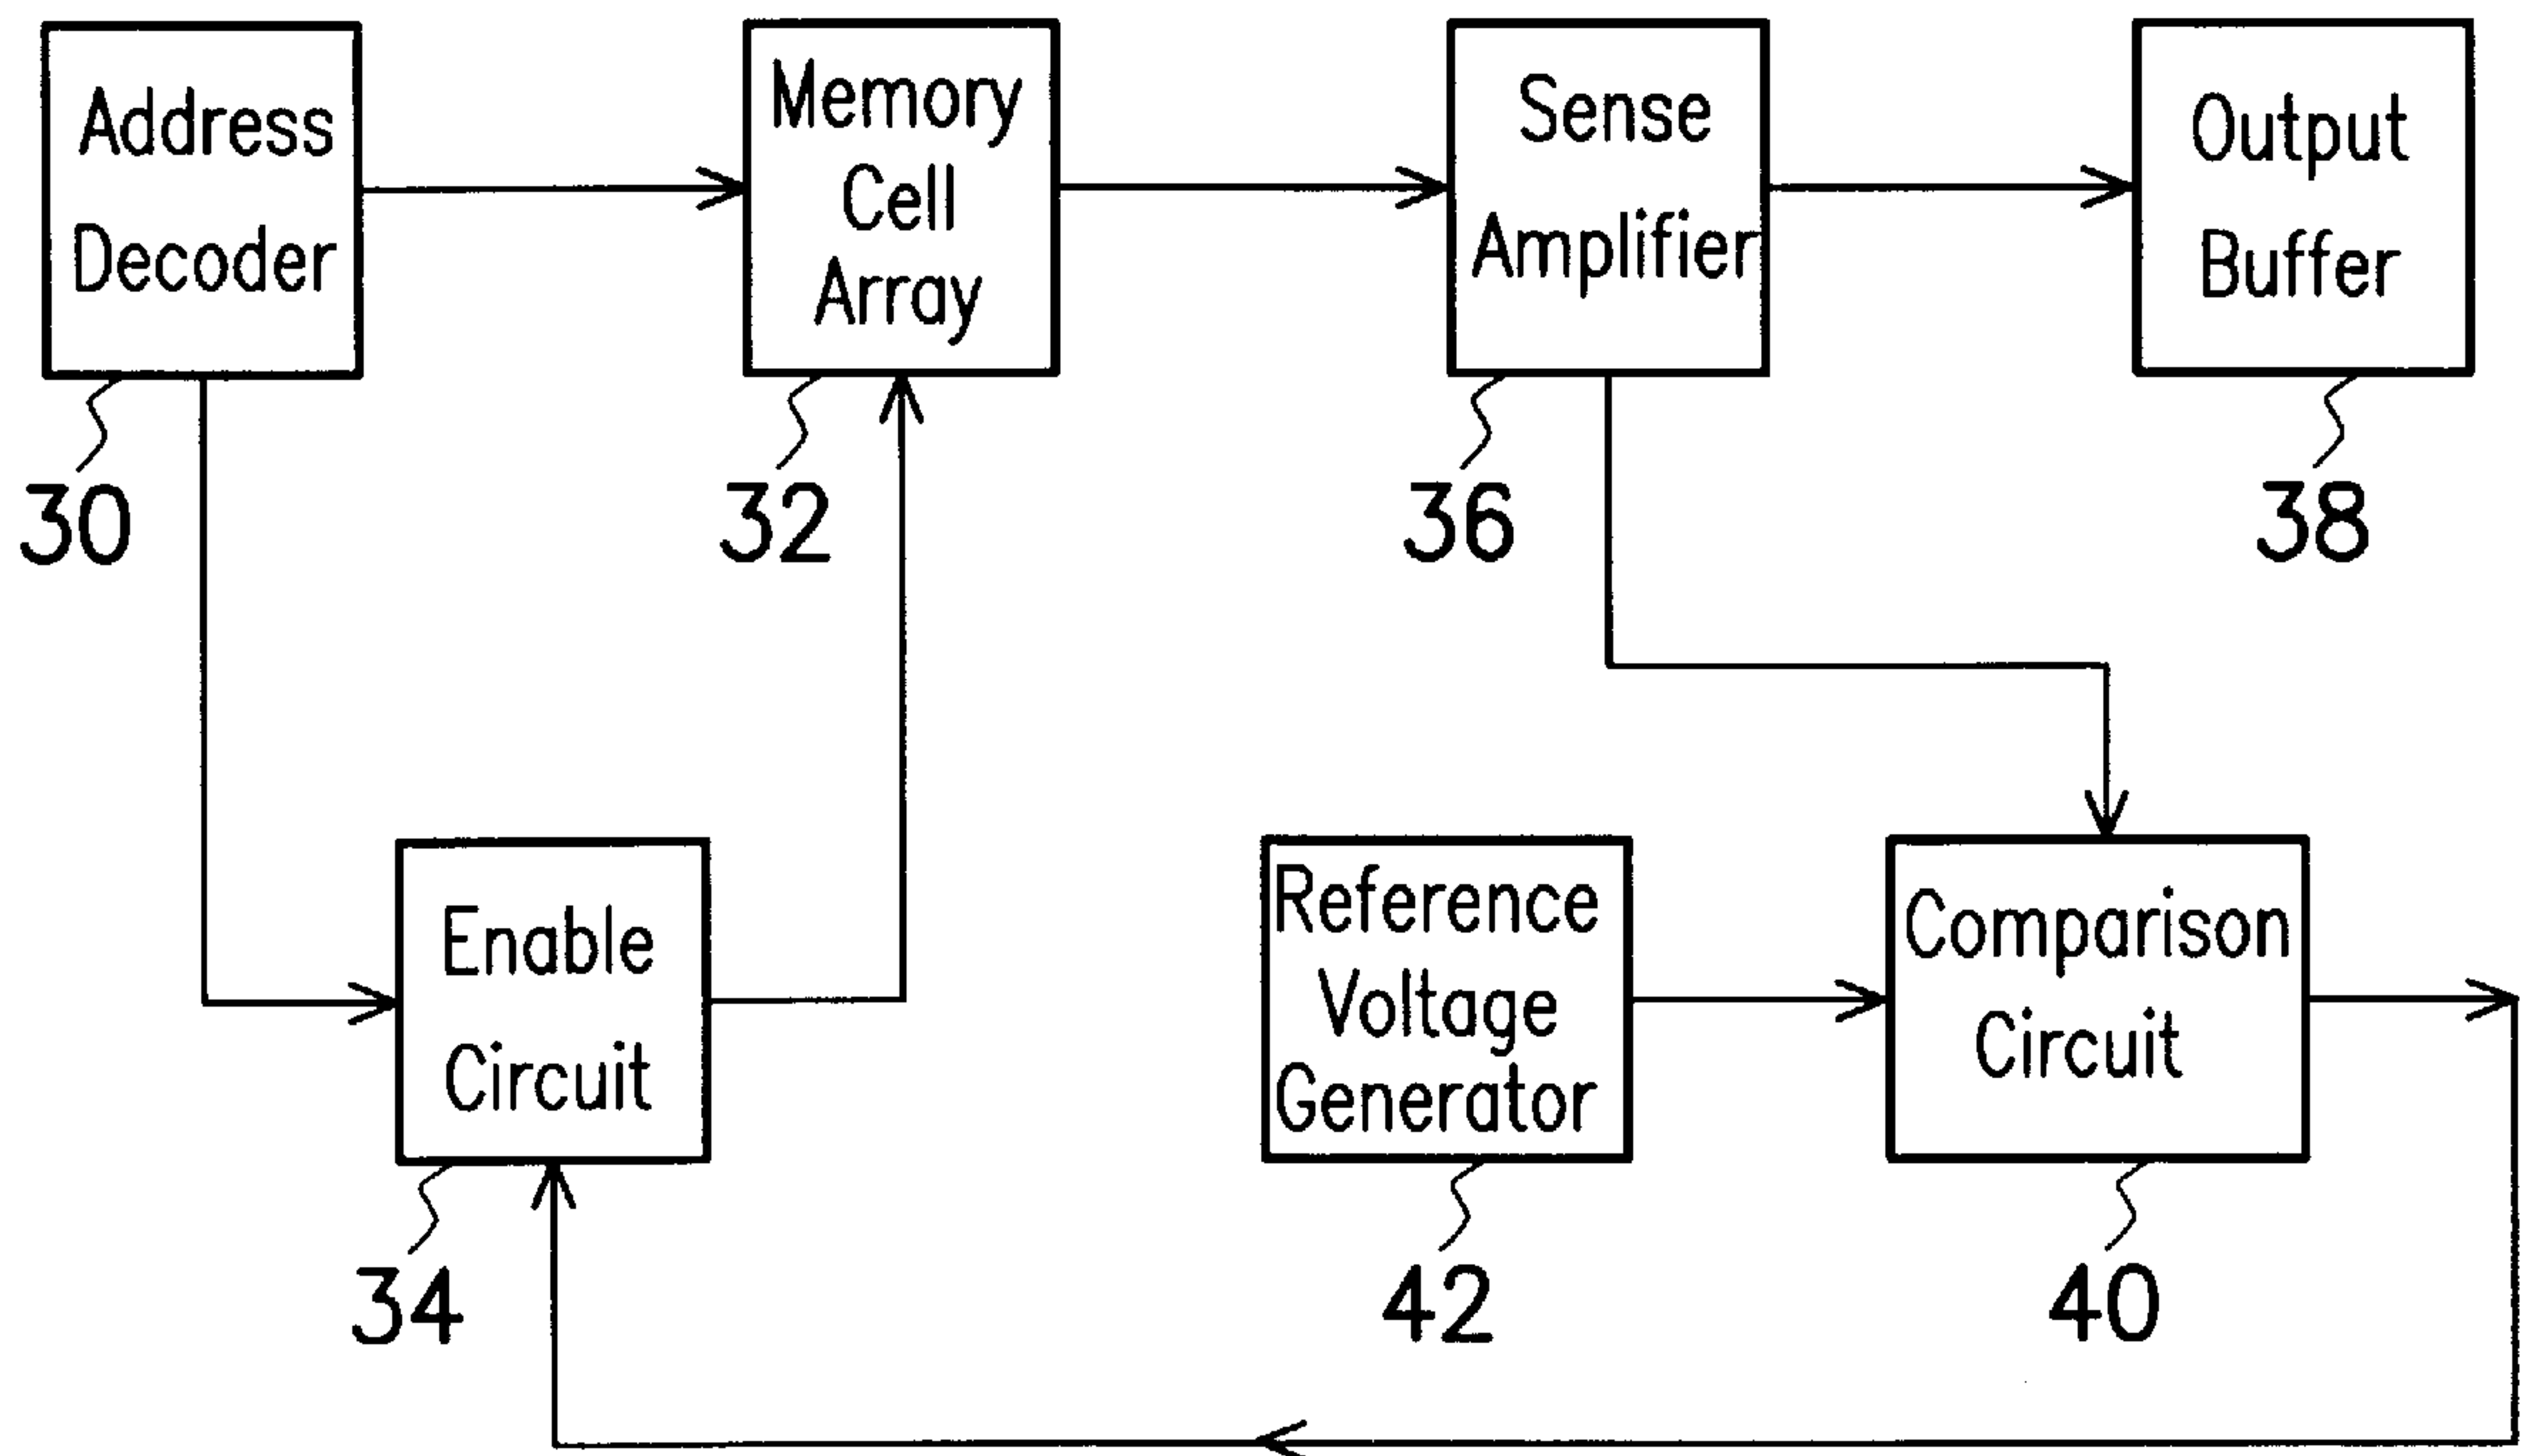 Address
Decoder
Memory
Cell
Array
Sense
Amplifier
Output
Buffer
30
32
36
38
Enable
Circuit
Reference
Voltage
Generator
Comparison
Circuit
34
42
40